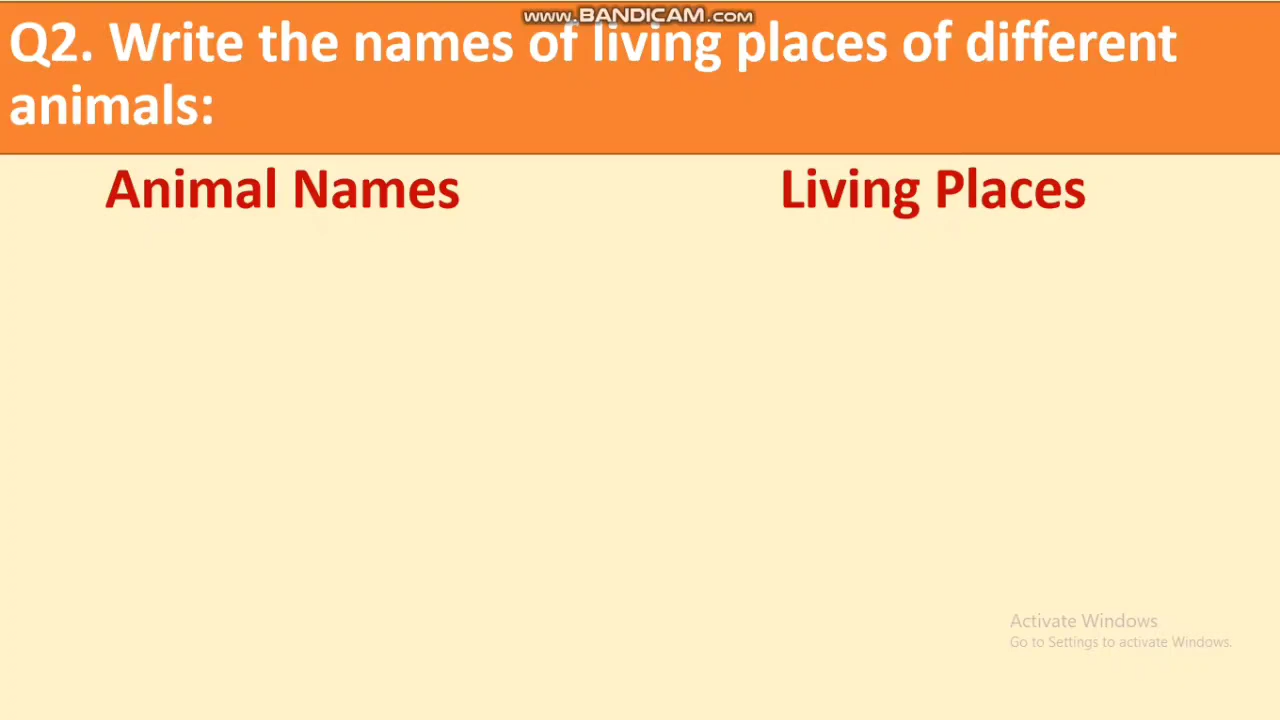 www.BANDICAM.com
Q2. Write the names of living places of different
animals:
Animal Names
Living Places
Activate Windows
Go to Settings to activate Windows.